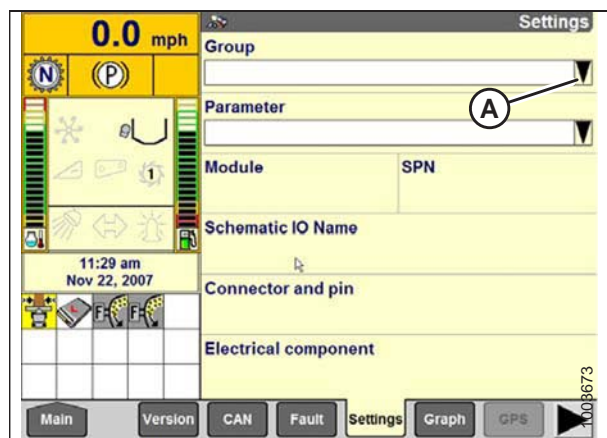 0.0 mph
Settings
Group
N
(P)
A
Parameter
1
Module
SPN
Schematic IO Name
11:29 am
Nov 22, 2007
Connector and pin
F
F
Electrical component
1003673
Main
Version
CAN
Fault
Settings
Graph
GPS